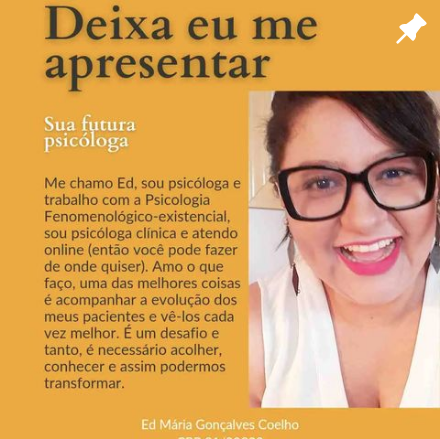 Deixa eu me
apresentar
Sua futura
psicóloga
Me chamo Ed, sou psicóloga e
trabalho com a Psicologia
Fenomenológico-existencial,
sou psicóloga clínica e atendo
online (então você pode fazer
de onde quiser). Amo o que
faço, uma das melhores coisas
é acompanhar a evolução dos
meus pacientes e vê-los cada
vez melhor. É um desafio e
tanto, é necessário acolher,
conhecer e assim podermos
transformar.
Ed Mária Gonçalves Coelho